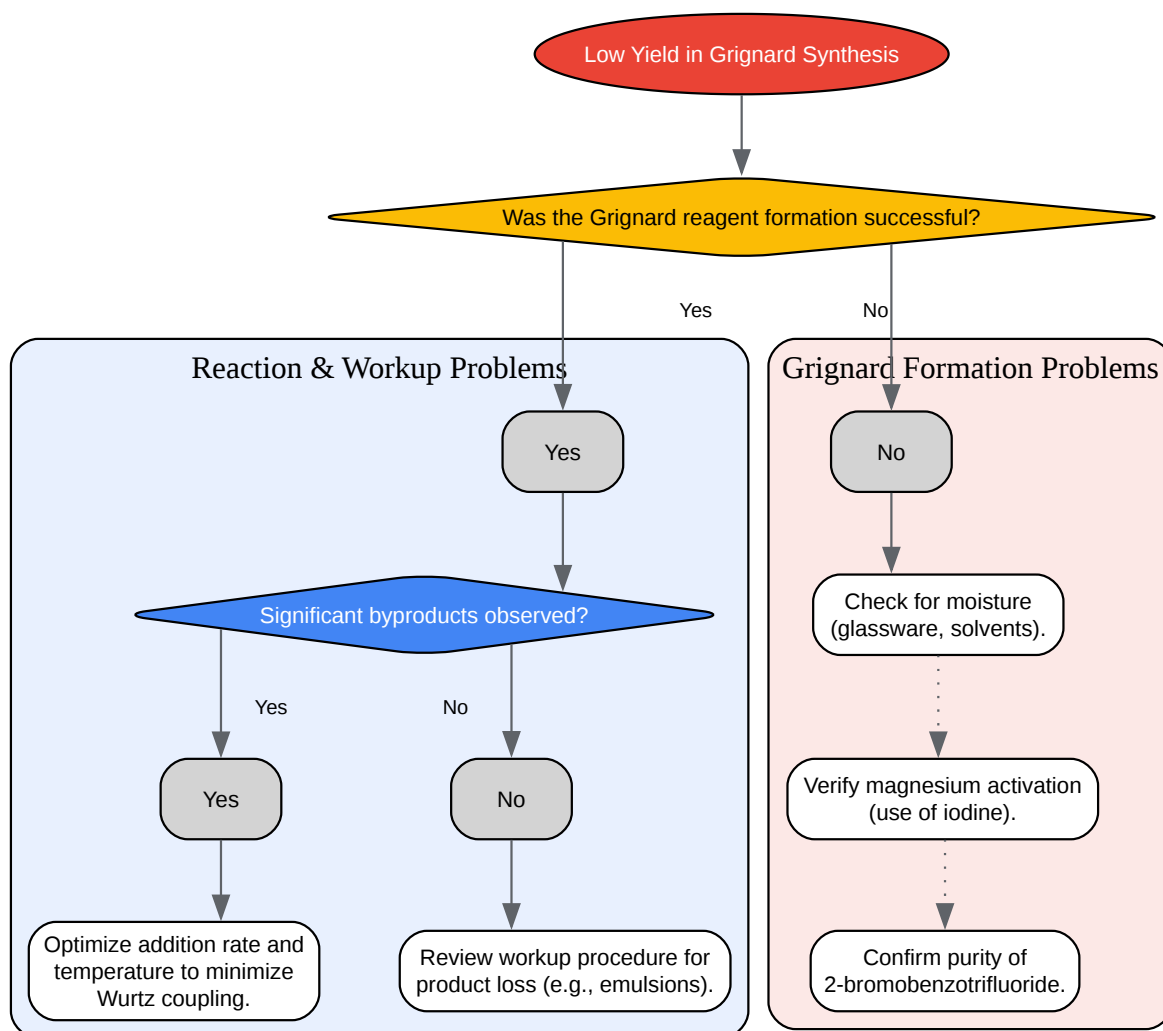 Low Yield in Grignard Synthesis
Was the Grignard reagent formation successful?
Yes
No
Reaction & Workup Problems
Grignard Formation Problems
Yes
No
Significant byproducts observed?
Check for moisture
(glassware, solvents).
Yes
No
Yes
No
Verify magnesium activation
(use of iodine).
Optimize addition rate and
temperature to minimize
Wurtz coupling.
Review workup procedure for
product loss (e.g., emulsions).
Confirm purity of
2-bromobenzotrifluoride.